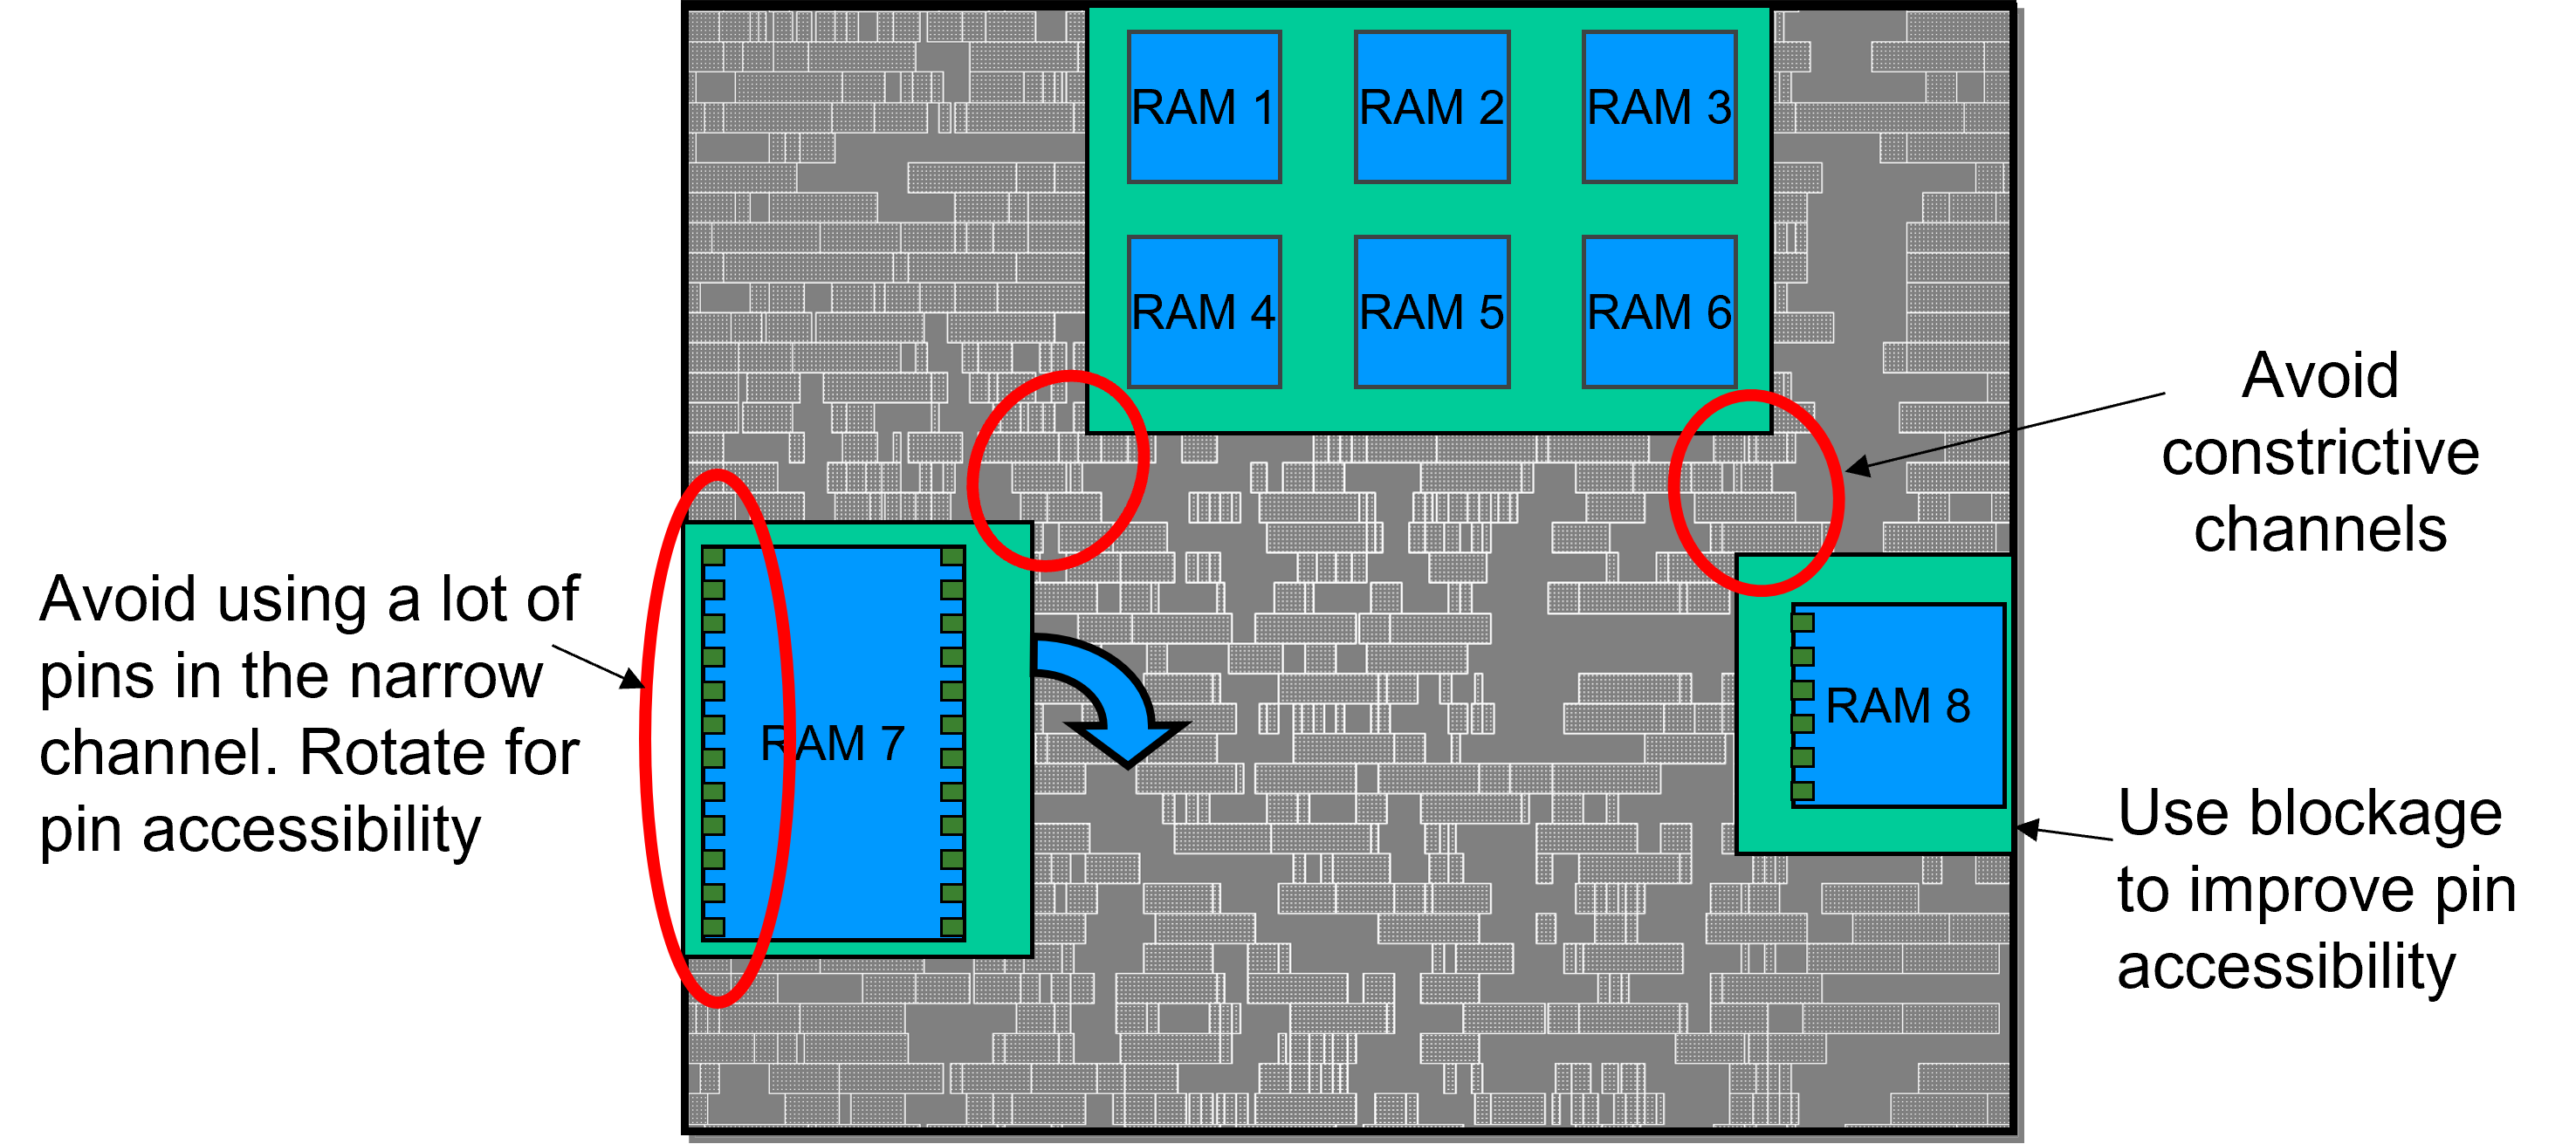 RAM 1
RAM 2
RAM 3
RAM 4
RAM 5
RAM 6
Avoid
constrictive
channels
Avoid using a lot of
pins in the narrow
channel. Rotate for
pin accessibility
RAM 7
RAM 8
Use blockage
to improve pin
accessibility